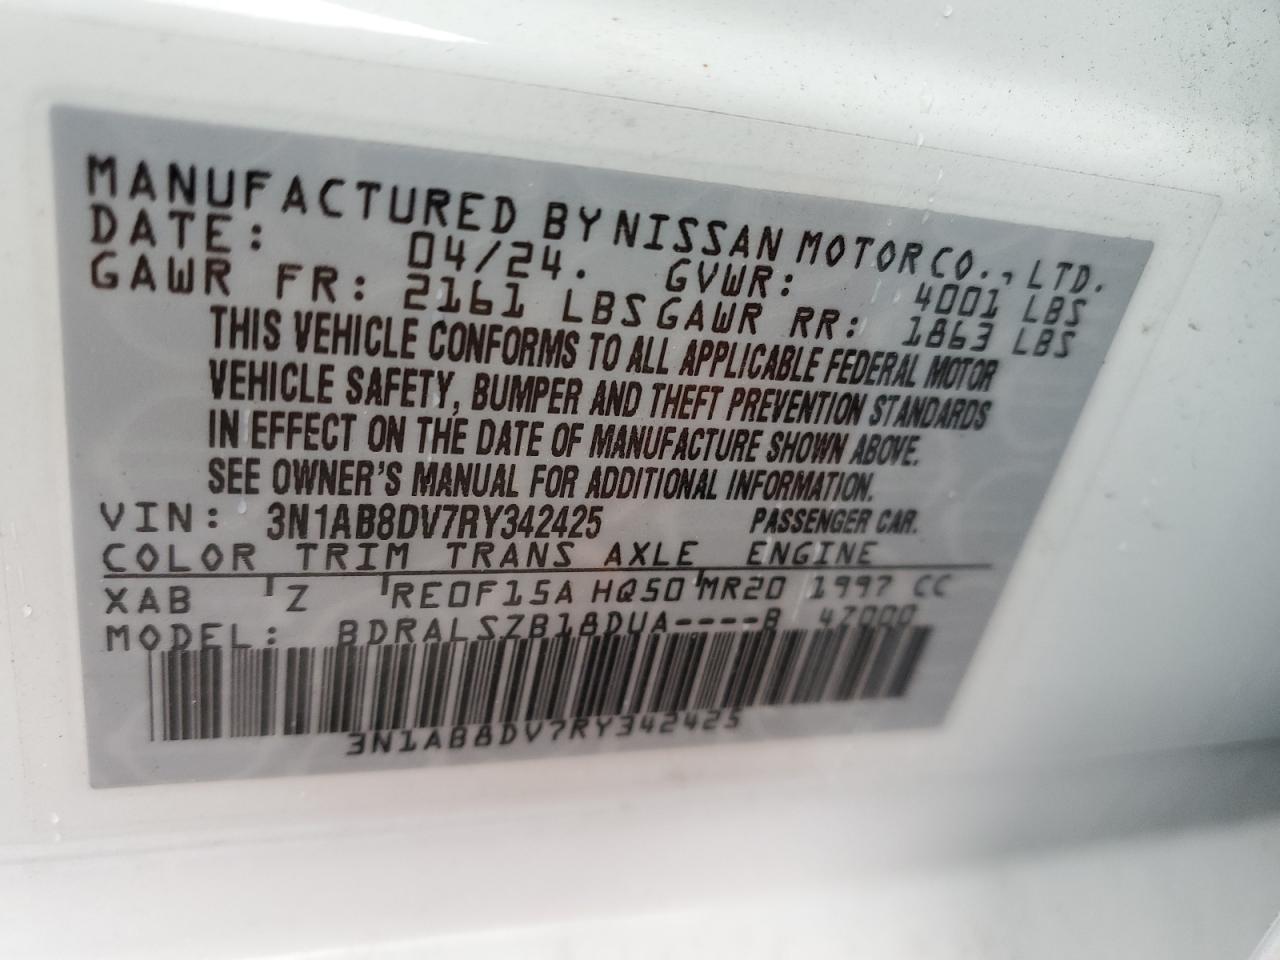 MANUFACTURED BY NISSAN MOTOR CO., LTD.
DATE: 04/24. GVWR: 4001 LBS
GAWR FR: 2161 LBS GAWR RR: 1863 LBS
THIS VEHICLE CONFORMS TO ALL APPLICABLE FEDERAL MOTOR
VEHICLE SAFETY, BUMPER AND THEFT PREVENTION STANDARDS
IN EFFECT ON THE DATE OF MANUFACTURE SHOWN ABOVE.
SEE OWNER'S MANUAL FOR ADDITIONAL INFORMATION.
VIN: 3N1AB8DV7RY342425 PASSENGER CAR.
COLOR TRIM TRANS AXLE ENGINE
XAB Z RE0F15A HQ50 MR20 1997 CC
MODEL: BDRALSZB18DUA----B 4Z000
3N1AB8DV7RY342425